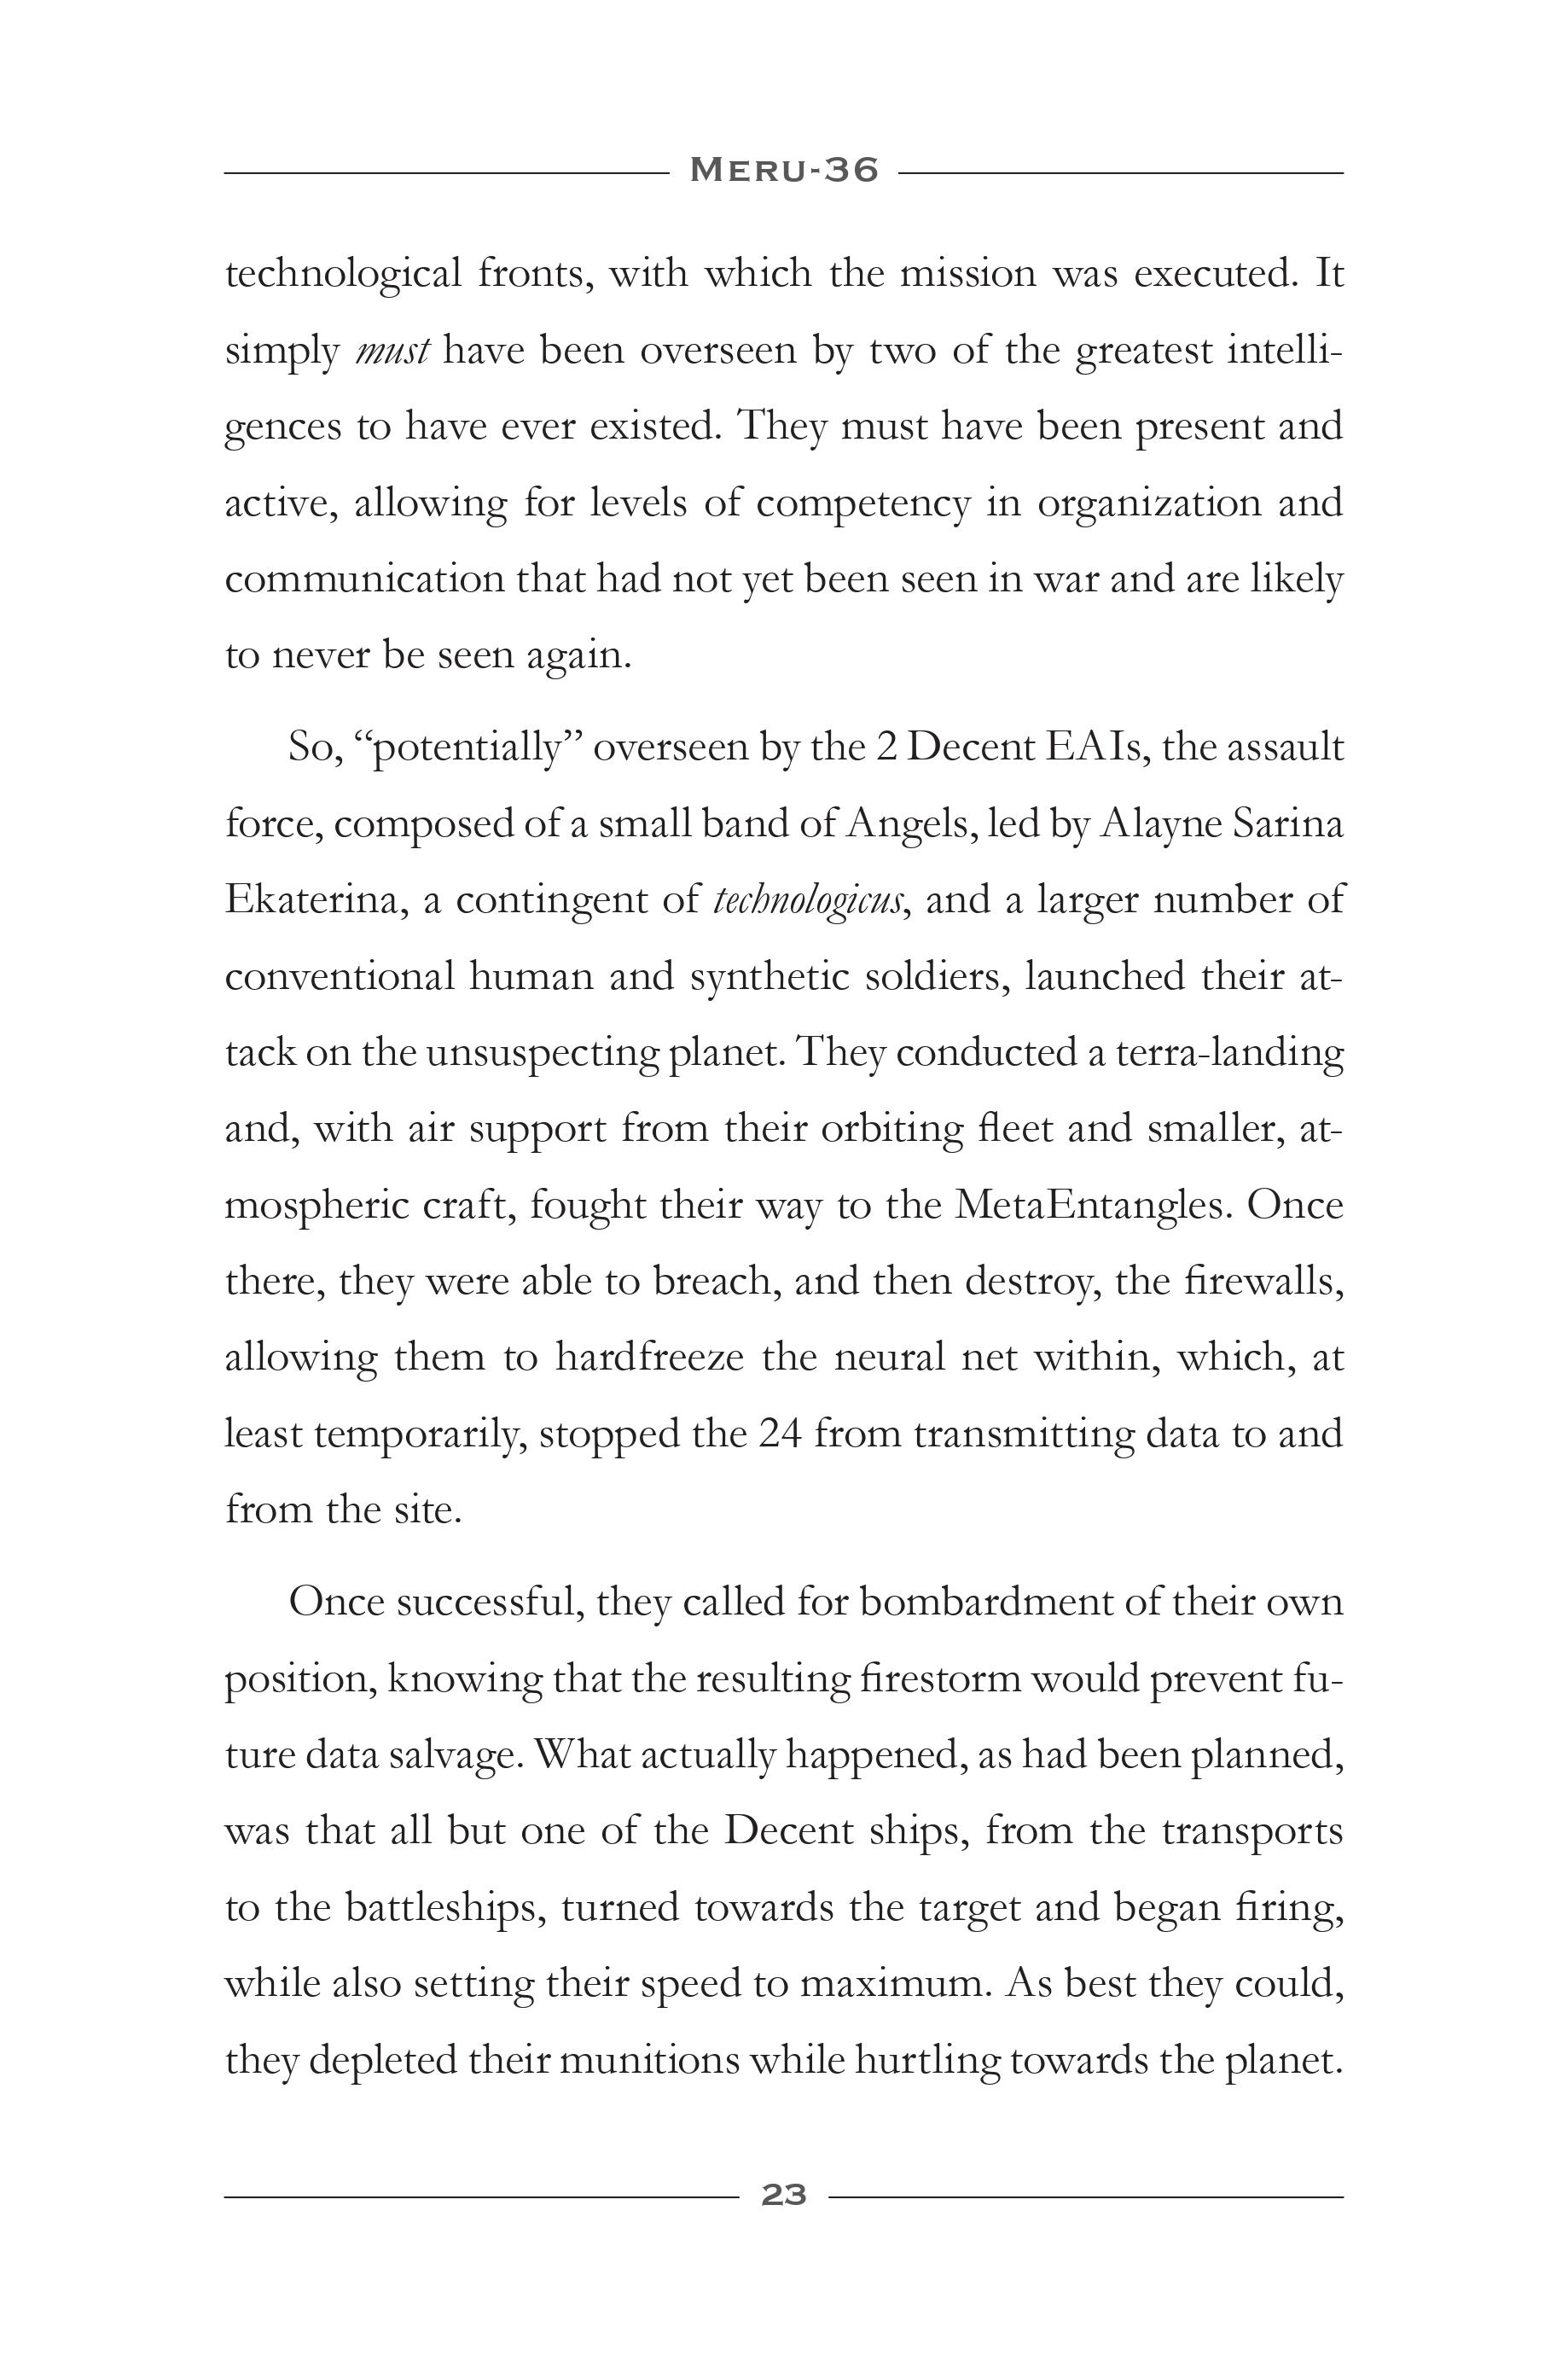 Meru-36
technological fronts, with which the mission was executed. It
simply must have been overseen by two of the greatest intelli-
gences to have ever existed. They must have been present and
active, allowing for levels of competency in organization and
communication that had not yet been seen in war and are likely
to never be seen again.
So, “potentially” overseen by the 2 Decent EAIs, the assault
force, composed of a small band of Angels, led by Alayne Sarina
Ekaterina, a contingent of technologicus, and a larger number of
conventional human and synthetic soldiers, launched their at-
tack on the unsuspecting planet. They conducted a terra-landing
and, with air support from their orbiting fleet and smaller, at-
mospheric craft, fought their way to the MetaEntangles. Once
there, they were able to breach, and then destroy, the firewalls,
allowing them to hardfreeze the neural net within, which, at
least temporarily, stopped the 24 from transmitting data to and
from the site.
Once successful, they called for bombardment of their own
position, knowing that the resulting firestorm would prevent fu-
ture data salvage. What actually happened, as had been planned,
was that all but one of the Decent ships, from the transports
to the battleships, turned towards the target and began firing,
while also setting their speed to maximum. As best they could,
they depleted their munitions while hurtling towards the planet.
23